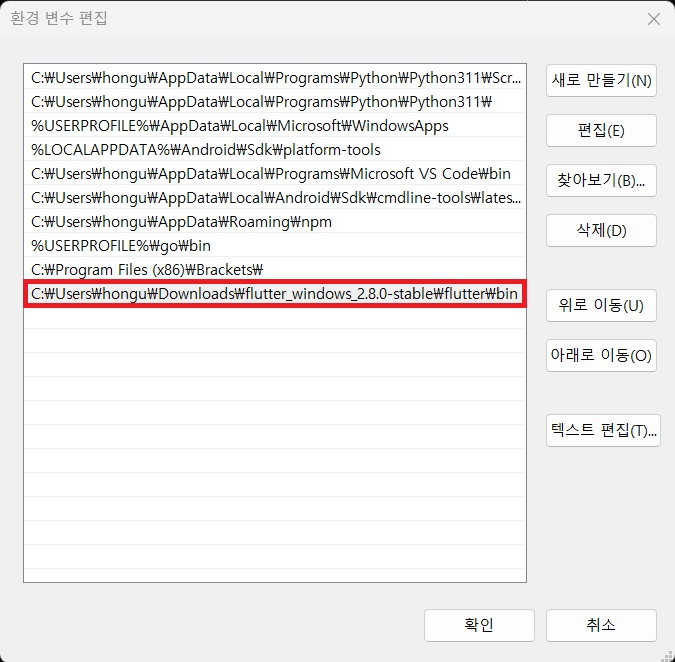 환경 변수 편집
C:₩Users₩hongu₩AppData₩Local₩Programs₩Python₩Python311₩Scr...
C:₩Users₩hongu₩AppData₩Local₩Programs₩Python₩Python311₩
%USERPROFILE%₩AppData₩Local₩Microsoft₩WindowsApps
%LOCALAPPDATA%₩Android₩Sdk₩platform-tools
C:₩Users₩hongu₩AppData₩Local₩Programs₩Microsoft VS Code₩bin
C:₩Users₩hongu₩AppData₩Local₩Android₩Sdk₩cmdline-tools₩lates...
C:₩Users₩hongu₩AppData₩Roaming₩npm
%USERPROFILE%₩go₩bin
C:₩Program Files (x86)₩Brackets₩
C:₩Users₩hongu₩Downloads₩flutter_windows_2.8.0-stable₩flutter₩bin
새로 만들기(N)
편집(E)
찾아보기(B)...
삭제(D)
위로 이동(U)
아래로 이동(O)
텍스트 편집(T)...
확인
취소